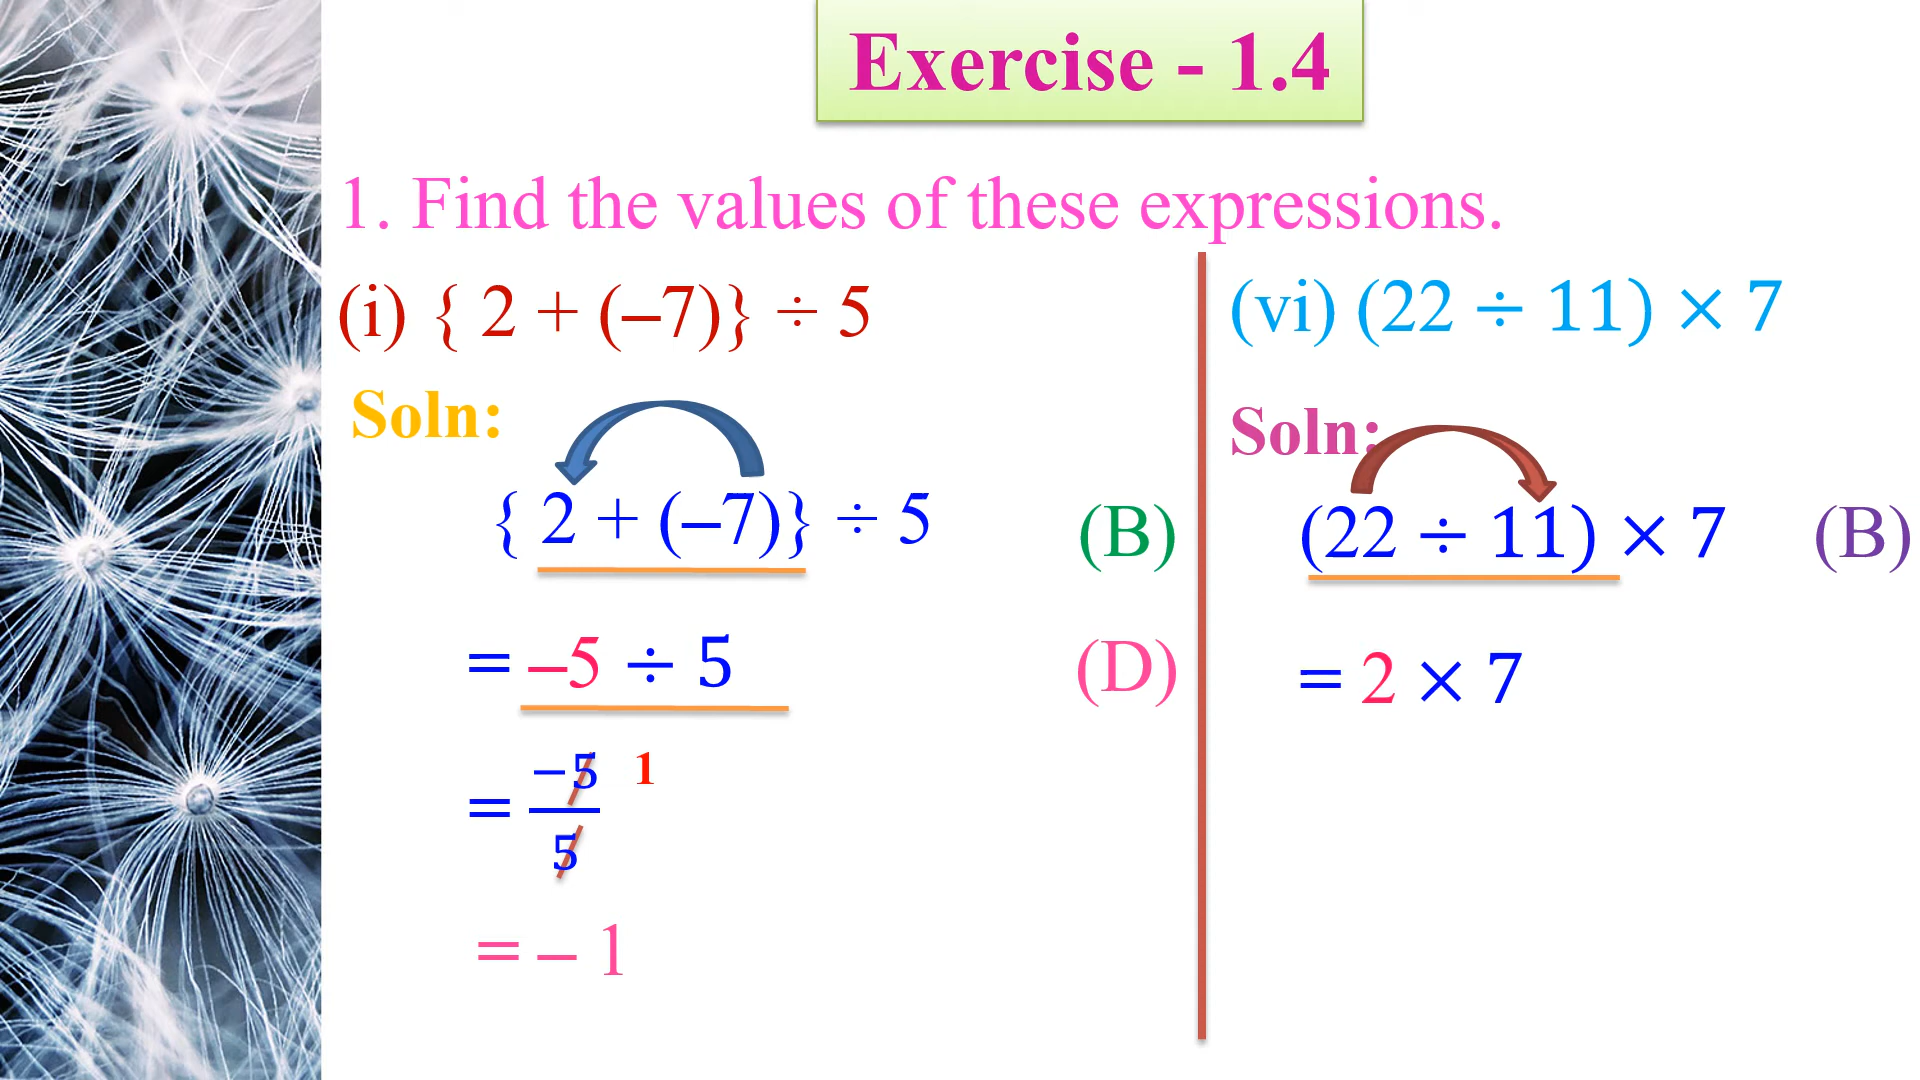 Exercise - 1.4
1. Find the values of these expressions.
(i) { 2 + (–7)} ÷ 5
Soln:
{ 2 + (–7)} ÷ 5 (B)
= –5 ÷ 5 (D)
= −5/5 1
= – 1
(vi) (22 ÷ 11) × 7
Soln:
(22 ÷ 11) × 7 (B)
= 2 × 7